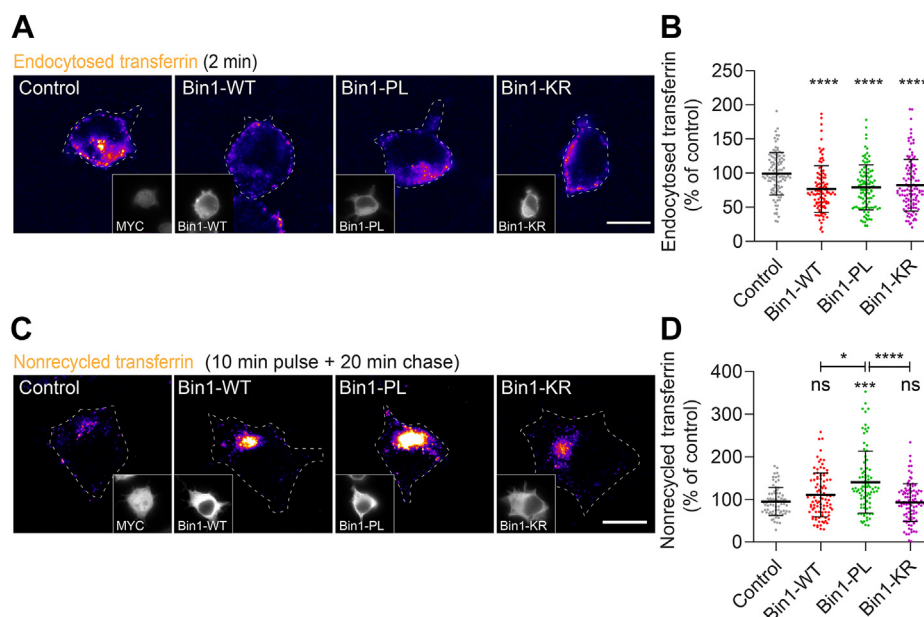 A
Endocytosed transferrin (2 min)
Control
Bin1-WT
Bin1-PL
Bin1-KR
MYC
Bin1-WT
Bin1-PL
Bin1-KR
B
Endocytosed transferrin
(% of control)
250
200
150
100
50
0
****
****
****
Control
Bin1-WT
Bin1-PL
Bin1-KR
C
Nonrecycled transferrin (10 min pulse + 20 min chase)
Control
Bin1-WT
Bin1-PL
Bin1-KR
MYC
Bin1-WT
Bin1-PL
Bin1-KR
D
Nonrecycled transferrin
(% of control)
400
300
200
100
0
* ****
ns *** ns
Control
Bin1-WT
Bin1-PL
Bin1-KR